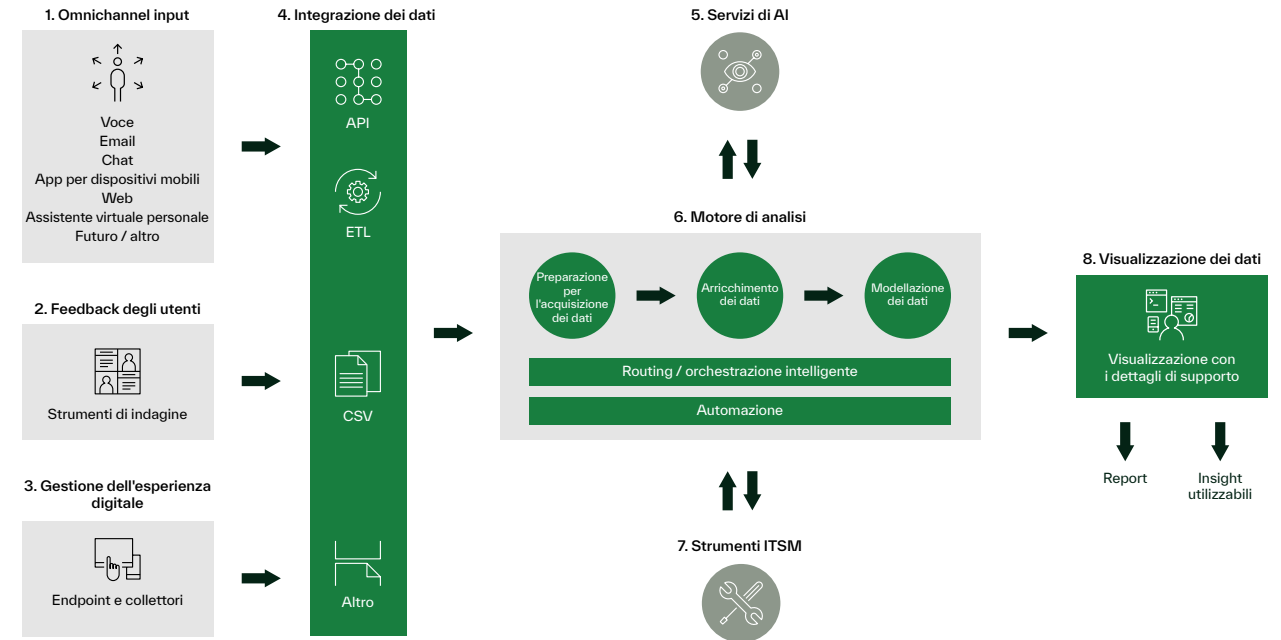 1. Omnichannel input
Voce
Email
Chat
App per dispositivi mobili
Web
Assistente virtuale personale
Futuro / altro
2. Feedback degli utenti
Strumenti di indagine
3. Gestione dell'esperienza
digitale
Endpoint e collettori
4. Integrazione dei dati
API
ETL
CSV
Altro
5. Servizi di AI
6. Motore di analisi
Preparazione
per
l'acquisizione
dei dati
Arricchimento
dei dati
Modellazione
dei dati
Routing / orchestrazione intelligente
Automazione
7. Strumenti ITSM
8. Visualizzazione dei dati
Visualizzazione con
i dettagli di supporto
Report
Insight
utilizzabili